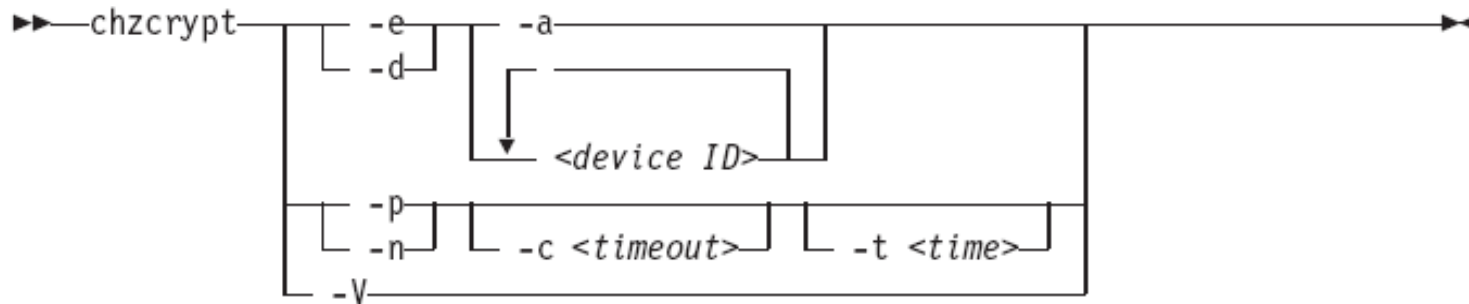 chzcrypt -e -a
-d
<device ID>
-p
-n -c <timeout> -t <time>
-V